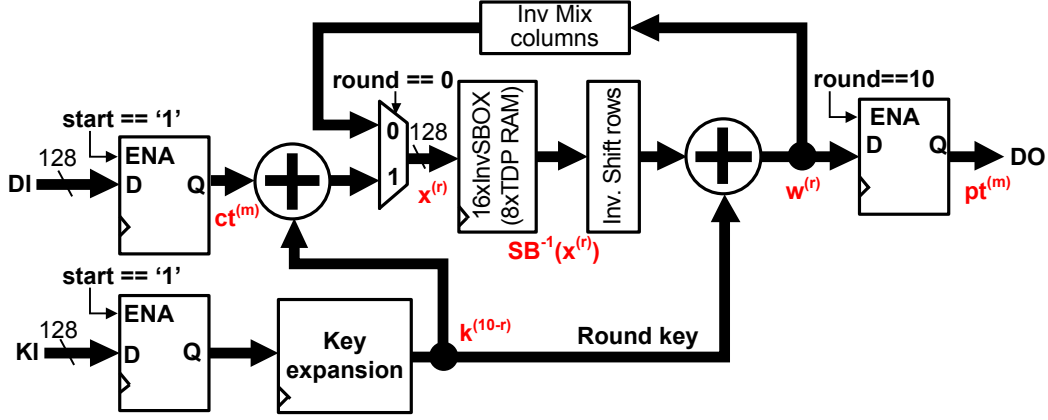 Inv Mix
columns
round == 0
round==10
start == ‘1’
128
DI
ENA
D
Q
ct(m)
0
1
128
x(r)
16xInvSBOX
(8xTDP RAM)
SB-1(x(r))
Inv. Shift rows
w(r)
ENA
D
Q
DO
pt(m)
start == ‘1’
128
KI
ENA
D
Q
Key
expansion
k(10-r)
Round key